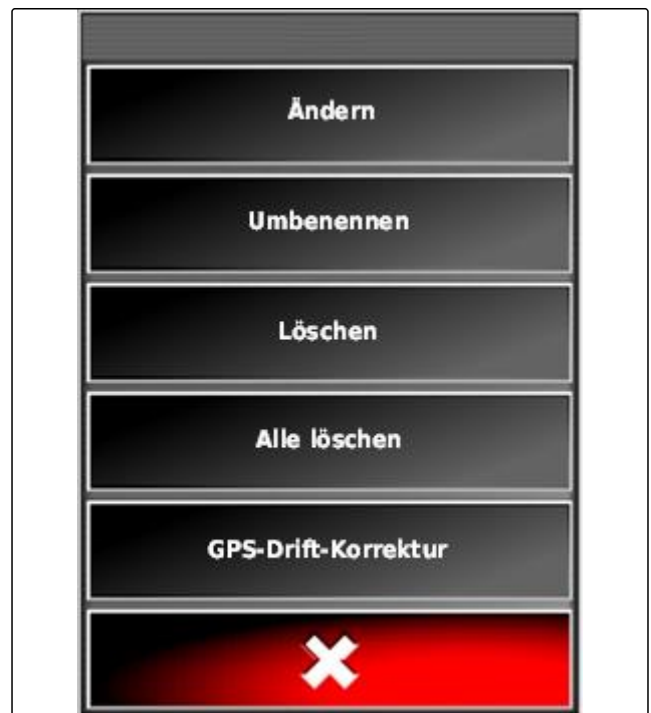 Ändern
Umbenennen
Löschen
Alle löschen
GPS-Drift-Korrektur